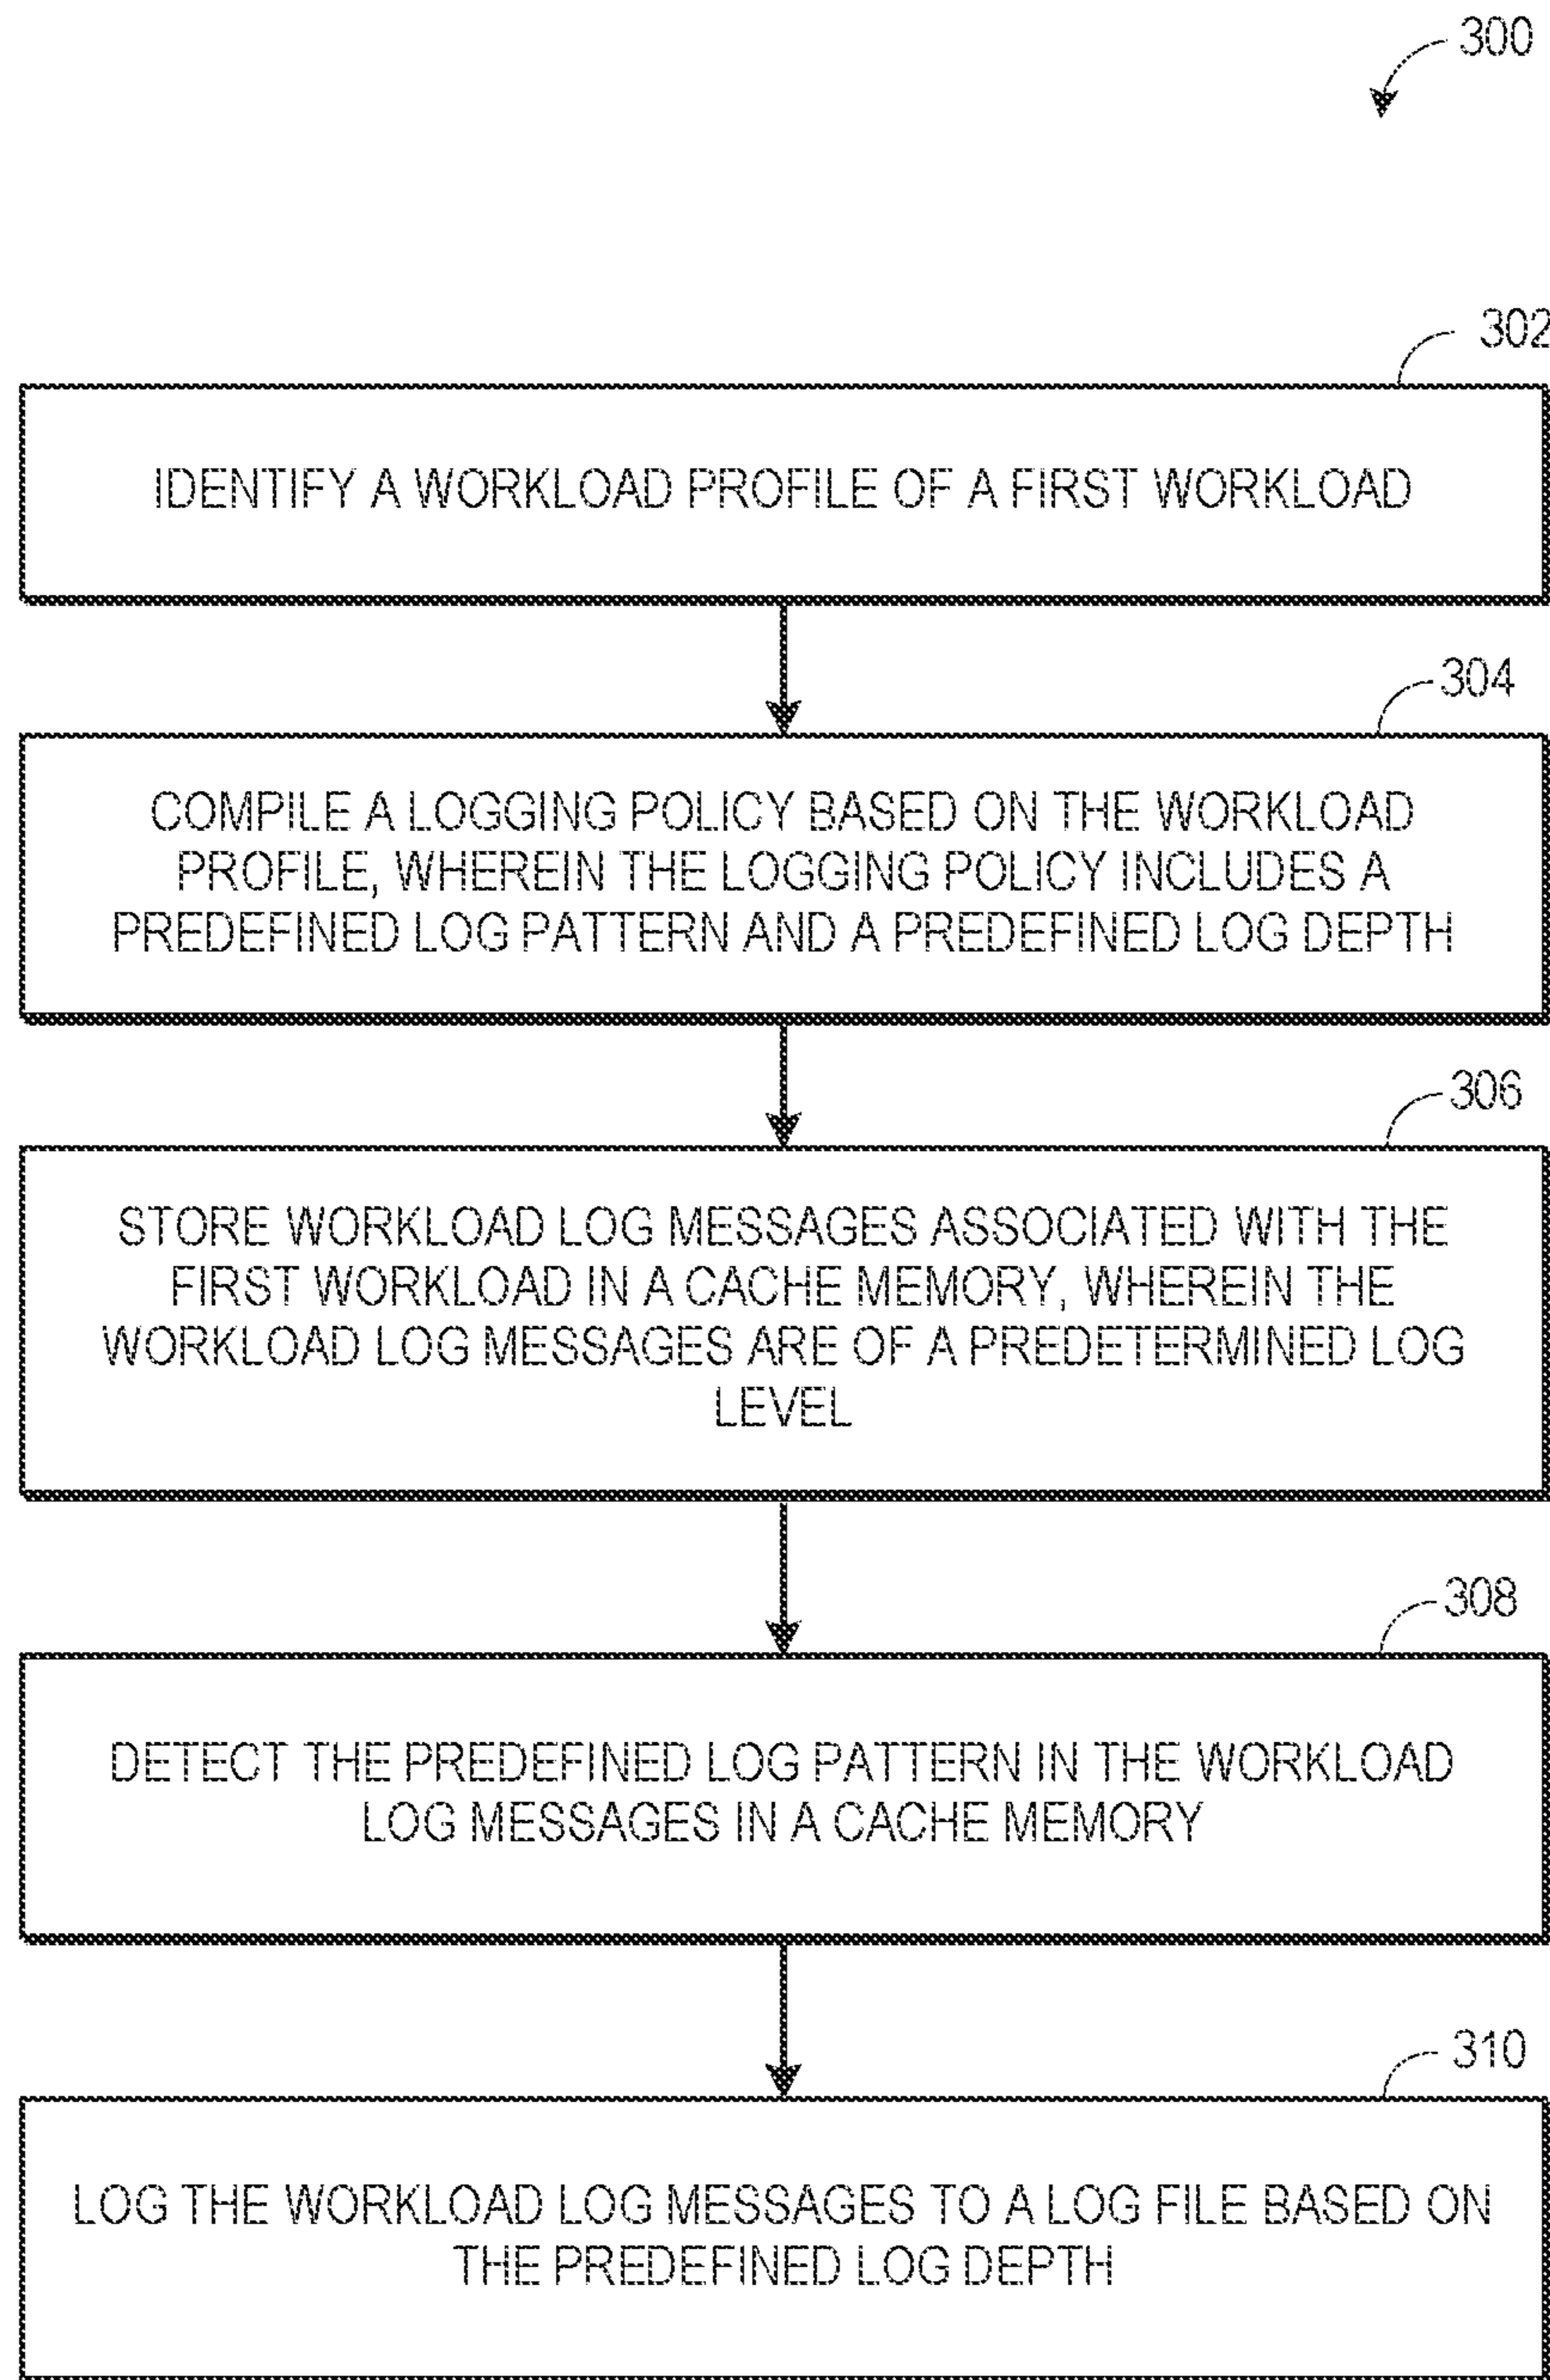 300
302
IDENTIFY A WORKLOAD PROFILE OF A FIRST WORKLOAD
304
COMPILE A LOGGING POLICY BASED ON THE WORKLOAD
PROFILE, WHEREIN THE LOGGING POLICY INCLUDES A
PREDEFINED LOG PATTERN AND A PREDEFINED LOG DEPTH
306
STORE WORKLOAD LOG MESSAGES ASSOCIATED WITH THE
FIRST WORKLOAD IN A CACHE MEMORY, WHEREIN THE
WORKLOAD LOG MESSAGES ARE OF A PREDETERMINED LOG
LEVEL
308
DETECT THE PREDEFINED LOG PATTERN IN THE WORKLOAD
LOG MESSAGES IN A CACHE MEMORY
310
LOG THE WORKLOAD LOG MESSAGES TO A LOG FILE BASED ON
THE PREDEFINED LOG DEPTH